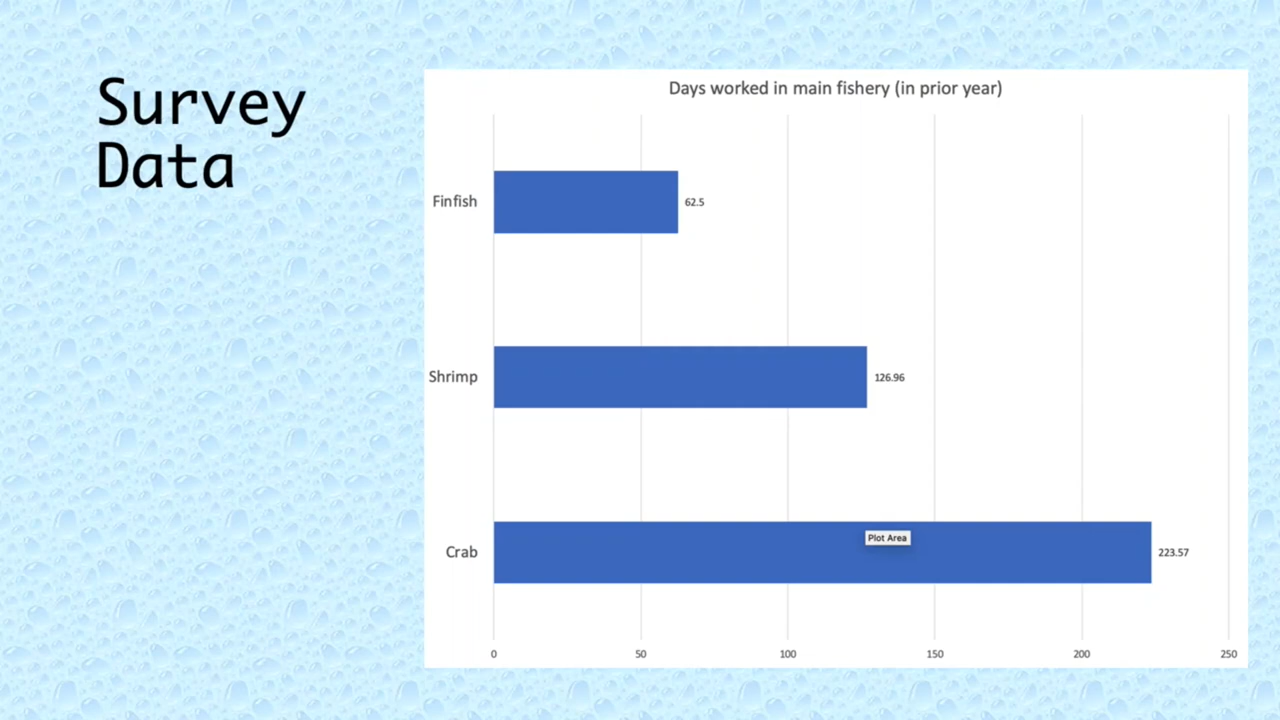 Survey
Data
Days worked in main fishery (in prior year)
Finfish
62.5
Shrimp
126.96
Plot Area
Crab
223.57
0
50
100
150
200
250